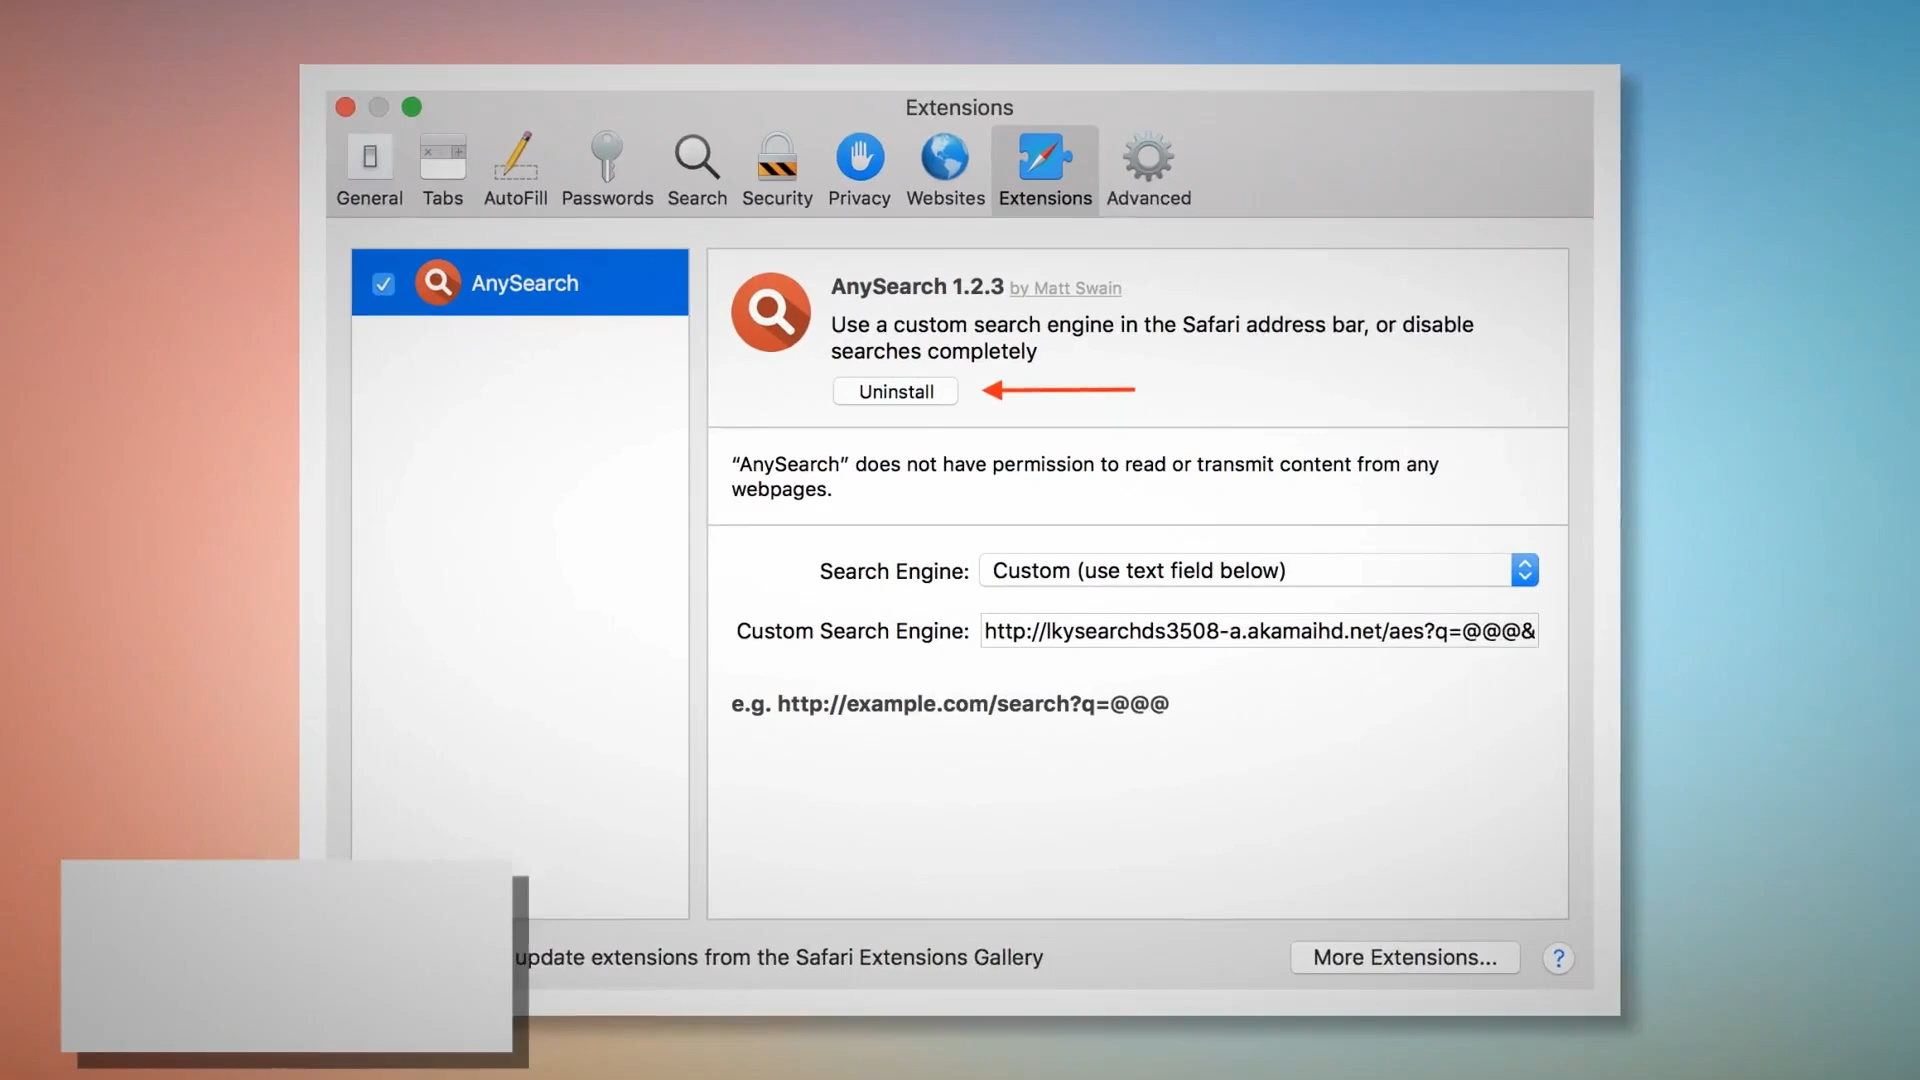 Extensions
General Tabs AutoFill Passwords Search Security Privacy Websites Extensions Advanced
AnySearch
AnySearch 1.2.3 by Matt Swain
Use a custom search engine in the Safari address bar, or disable
searches completely
Uninstall
“AnySearch” does not have permission to read or transmit content from any
webpages.
Search Engine: Custom (use text field below)
Custom Search Engine: http://lkysearchds3508-a.akamaihd.net/aes?q=@@@&
e.g. http://example.com/search?q=@@@
update extensions from the Safari Extensions Gallery
More Extensions...
?